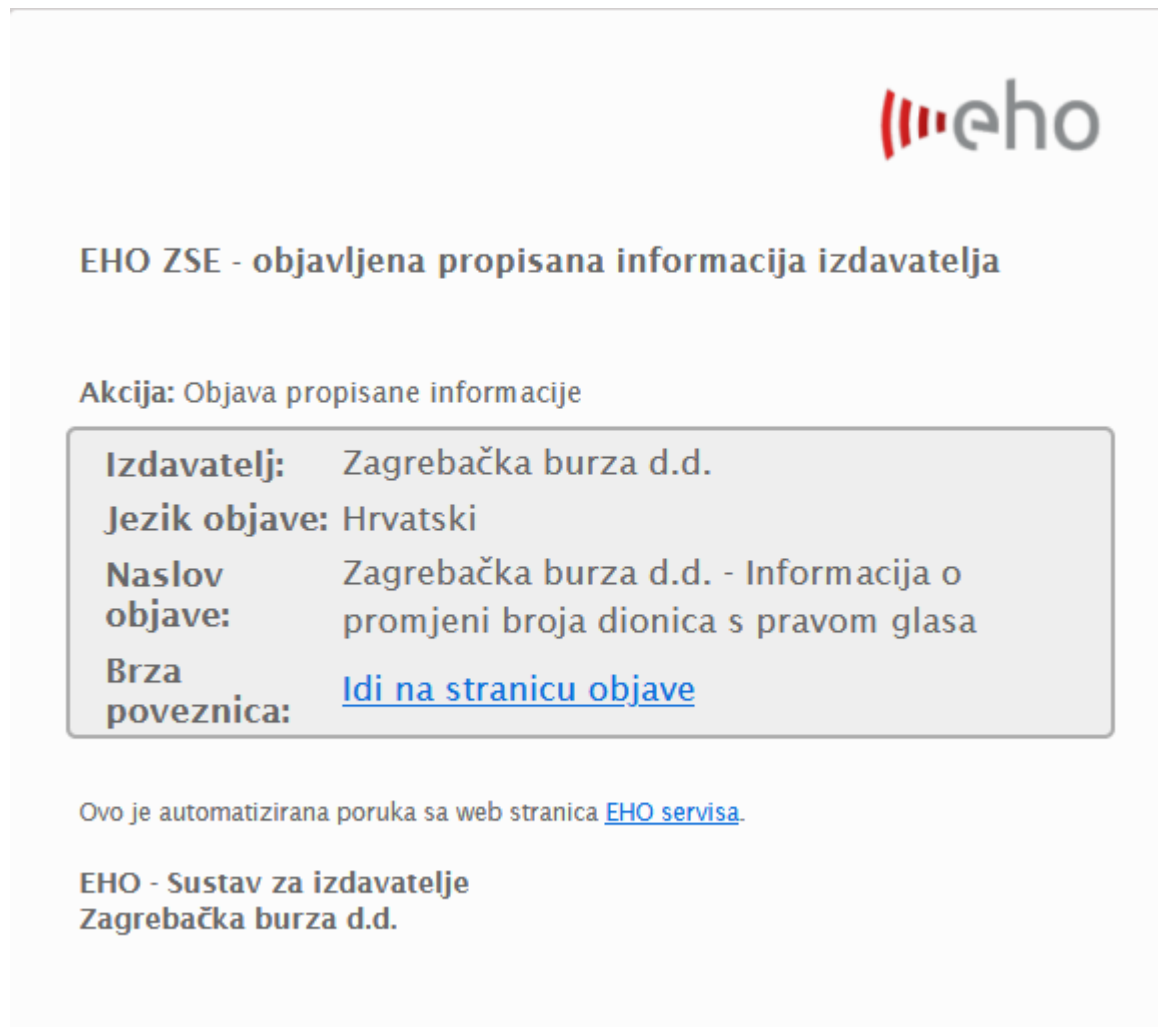 eho
EHO ZSE - objavljena propisana informacija izdavatelja
Akcija: Objava propisane informacije
Izdavatelj: Zagrebačka burza d.d.
Jezik objave: Hrvatski
Naslov objave: Zagrebačka burza d.d. - Informacija o
promjeni broja dionica s pravom glasa
Brza poveznica: Idi na stranicu objave
Ovo je automatizirana poruka sa web stranica EHO servisa.
EHO - Sustav za izdavatelje
Zagrebačka burza d.d.